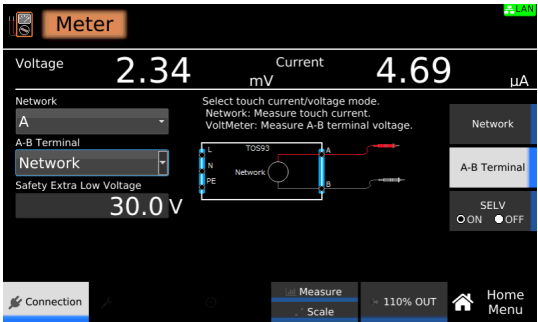 LAN
Meter
Voltage 2.34 mV
Current 4.69 µA
Network
A
A-B Terminal
Network
Safety Extra Low Voltage
30.0 V
Select touch current/voltage mode.
Network: Measure touch current.
VoltMeter: Measure A-B terminal voltage.
TOS93
L
N
PE
Network
A
B
Network
A-B Terminal
SELV
ON OFF
Connection
Measure
Scale
110% OUT
Home
Menu